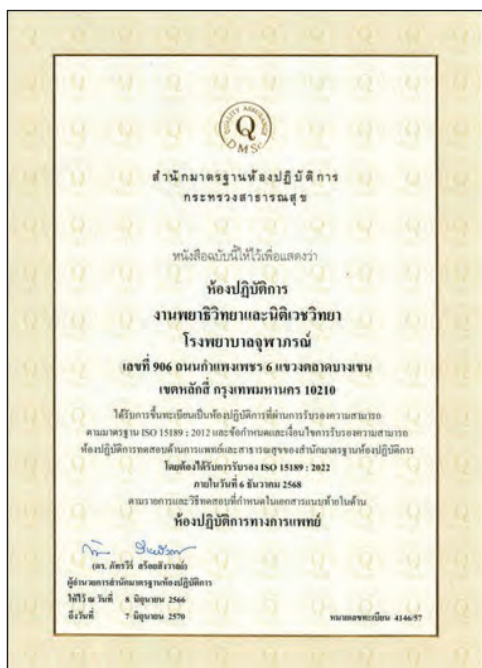 QUALITY ASSURANCE
Q
DMSc
สำนักมาตรฐานห้องปฏิบัติการ
กระทรวงสาธารณสุข
หนังสือฉบับนี้ให้ไว้เพื่อแสดงว่า
ห้องปฏิบัติการ
งานพยาธิวิทยาและนิติเวชวิทยา
โรงพยาบาลจุฬาภรณ์
เลขที่ 906 ถนนกำแพงเพชร 6 แขวงตลาดบางเขน
เขตหลักสี่ กรุงเทพมหานคร 10210
ได้รับการขึ้นทะเบียนเป็นห้องปฏิบัติการที่ผ่านการรับรองความสามารถ
ตามมาตรฐาน ISO 15189 : 2012 และข้อกำหนดและเงื่อนไขการรับรองความสามารถ
ห้องปฏิบัติการทดสอบด้านการแพทย์และสาธารณสุขของสำนักมาตรฐานห้องปฏิบัติการ
โดยต้องได้รับการรับรอง ISO 15189 : 2022
ภายในวันที่ 6 ธันวาคม 2568
ตามรายการและวิธีทดสอบที่กำหนดในเอกสารแนบท้ายในด้าน
ห้องปฏิบัติการทางการแพทย์
(ดร. ภัทรวีร์ สร้อยสังวาลย์)
ผู้อำนวยการสำนักมาตรฐานห้องปฏิบัติการ
ให้ไว้ ณ วันที่ 8 มิถุนายน 2566
ถึงวันที่ 7 มิถุนายน 2570
หมายเลขทะเบียน 4146/57